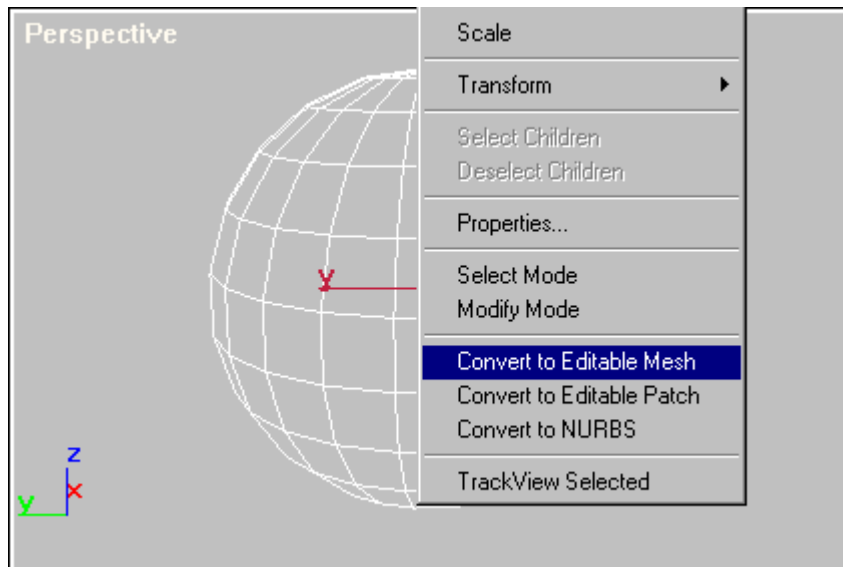 Perspective
Scale
Transform
Select Children
Deselect Children
Properties...
Select Mode
Modify Mode
Convert to Editable Mesh
Convert to Editable Patch
Convert to NURBS
TrackView Selected
y
z
x
y